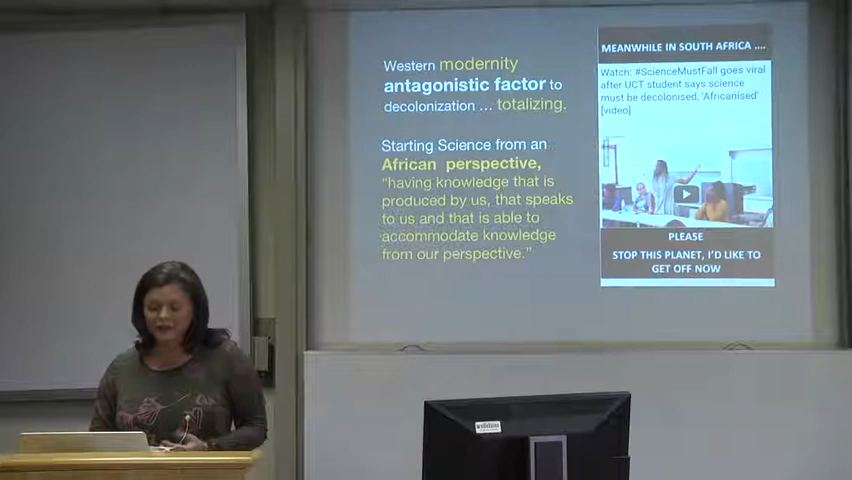 Western modernity
antagonistic factor to
decolonization ... totalizing.
Starting Science from an
African perspective,
“having knowledge that is
produced by us, that speaks
to us and that is able to
accommodate knowledge
from our perspective.”
MEANWHILE IN SOUTH AFRICA ....
Watch: #ScienceMustFall goes viral
after UCT student says science
must be decolonised, 'Africanised'
[video]
PLEASE
STOP THIS PLANET, I'D LIKE TO
GET OFF NOW